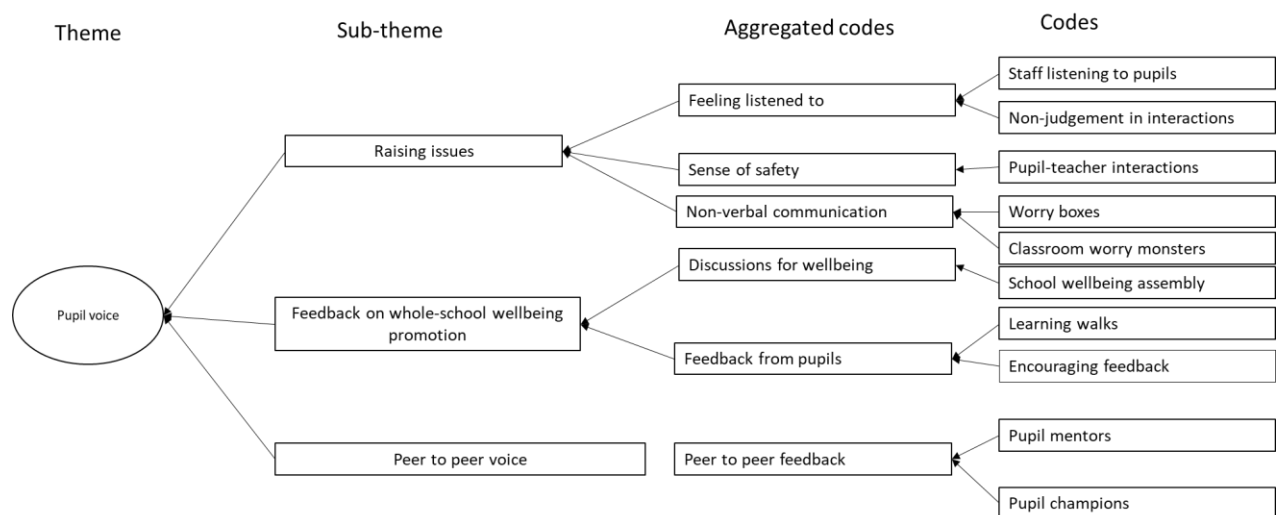 Theme
Sub-theme
Aggregated codes
Codes
Staff listening to pupils
Feeling listened to
Non-judgement in interactions
Raising issues
Sense of safety
Pupil-teacher interactions
Non-verbal communication
Worry boxes
Classroom worry monsters
Discussions for wellbeing
School wellbeing assembly
Pupil voice
Feedback on whole-school wellbeing
promotion
Learning walks
Feedback from pupils
Encouraging feedback
Pupil mentors
Peer to peer voice
Peer to peer feedback
Pupil champions